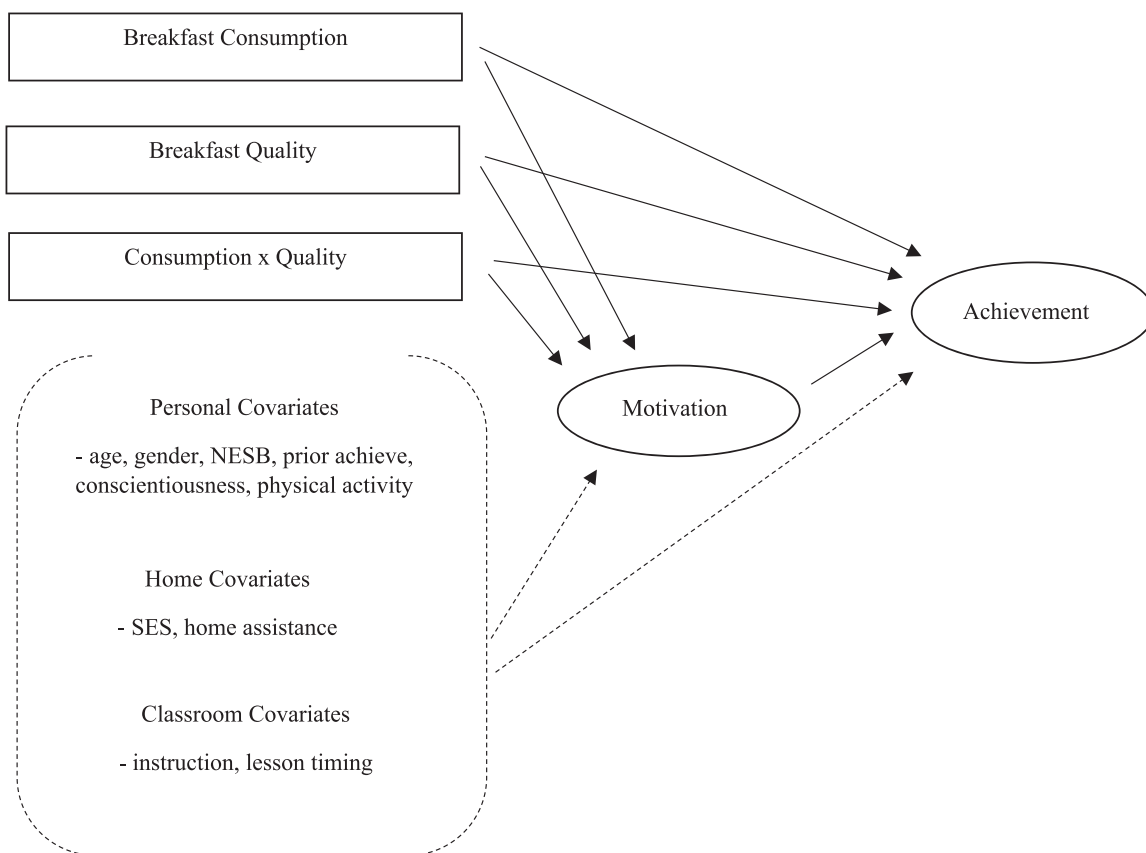 Breakfast Consumption
Breakfast Quality
Consumption x Quality
Achievement
Motivation
Personal Covariates
- age, gender, NESB, prior achieve,
conscientiousness, physical activity
Home Covariates
- SES, home assistance
Classroom Covariates
- instruction, lesson timing